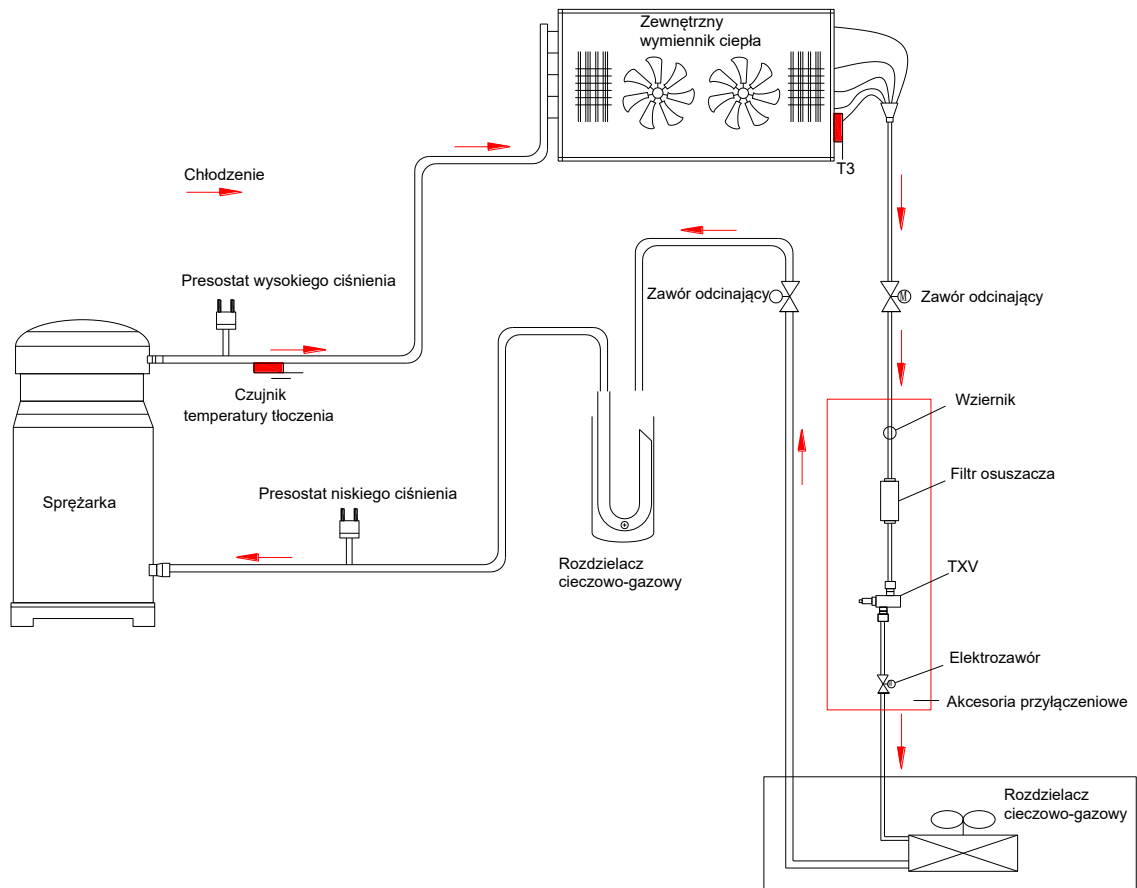 Zewnętrzny
wymiennik ciepła
T3
Chłodzenie
Presostat wysokiego ciśnienia
Zawór odcinający
M
Zawór odcinający
Czujnik
temperatury tłoczenia
Wziernik
Filtr osuszacza
Presostat niskiego ciśnienia
Sprężarka
Rozdzielacz
cieczowo-gazowy
TXV
Elektrozawór
Akcesoria przyłączeniowe
Rozdzielacz
cieczowo-gazowy